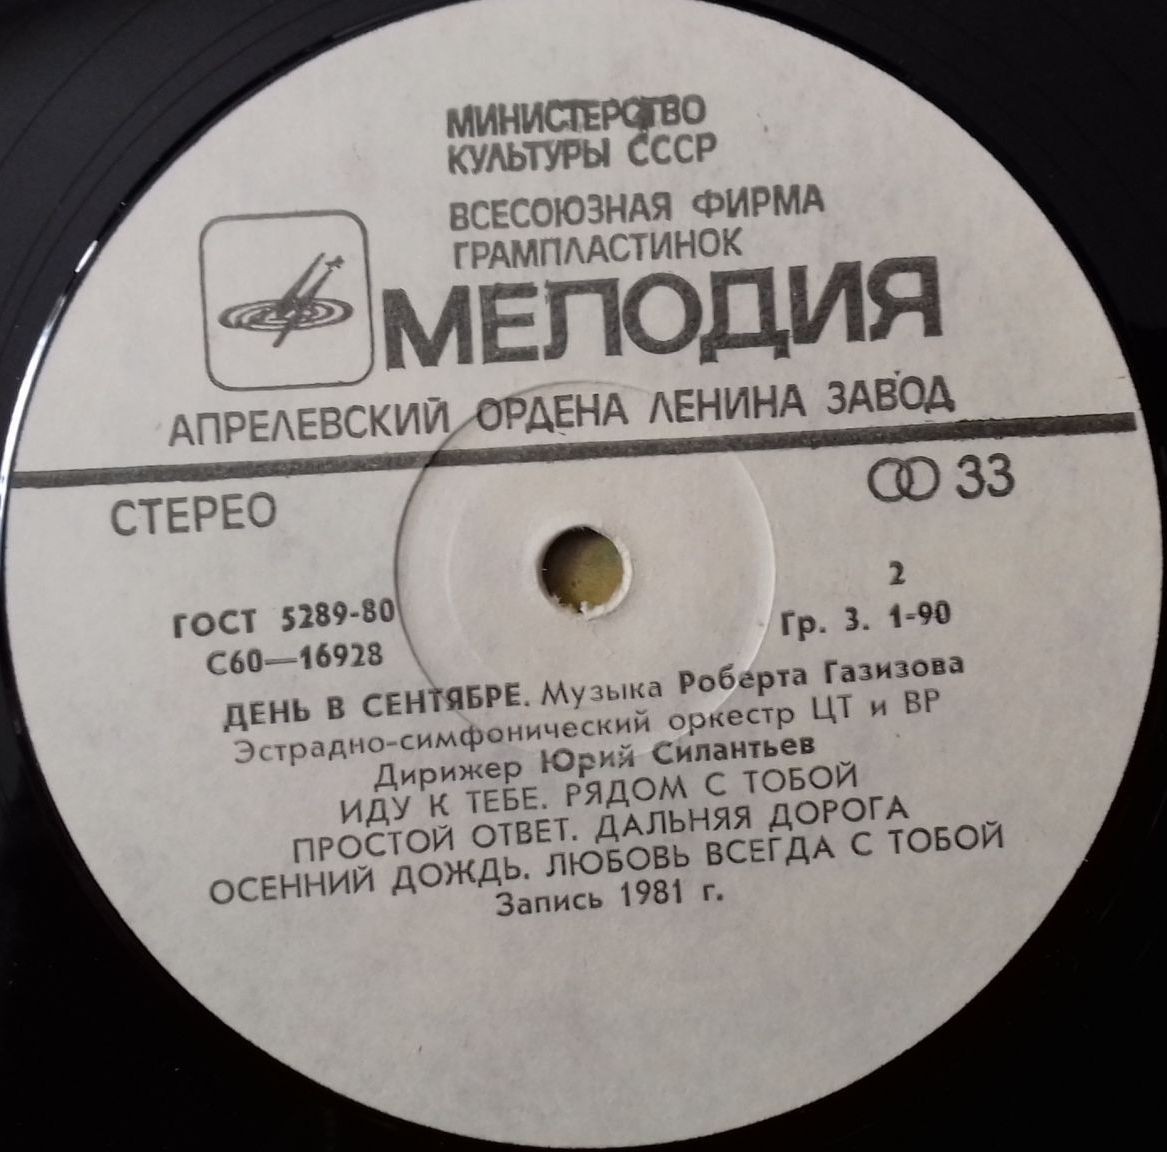 МИНИСТЕРСТВО
КУЛЬТУРЫ СССР
ВСЕСОЮЗНАЯ ФИРМА
ГРАМПЛАСТИНОК
МЕЛОДИЯ
АПРЕЛЕВСКИЙ ОРДЕНА ЛЕНИНА ЗАВОД
СТЕРЕО
33
ГОСТ 5289-80
С60—16928
2
Гр. 3. 1-90
ДЕНЬ В СЕНТЯБРЕ. Музыка Роберта Газизова
Эстрадно-симфонический оркестр ЦТ и ВР
Дирижер Юрий Силантьев
ИДУ К ТЕБЕ. РЯДОМ С ТОБОЙ
ПРОСТОЙ ОТВЕТ. ДАЛЬНЯЯ ДОРОГА
ОСЕННИЙ ДОЖДЬ. ЛЮБОВЬ ВСЕГДА С ТОБОЙ
Запись 1981 г.